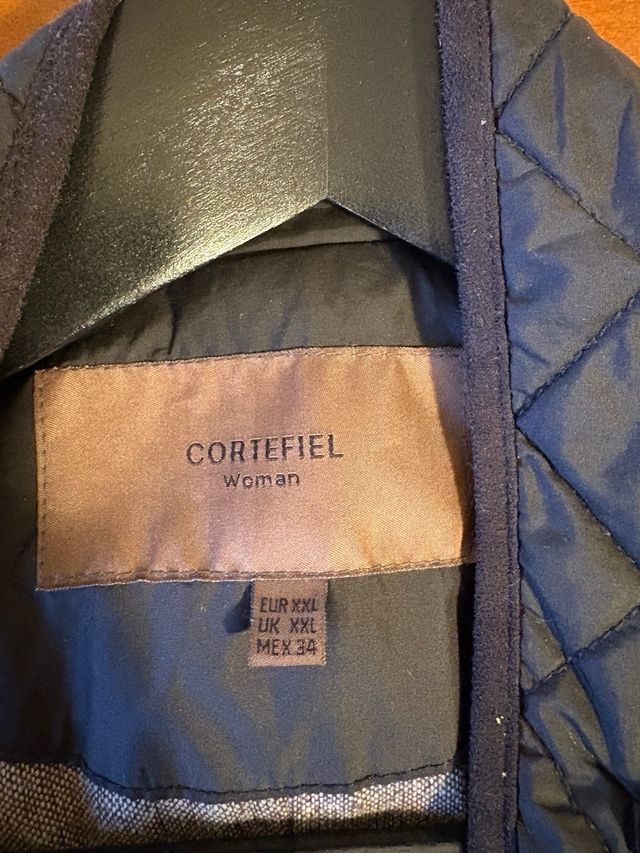 CORTEFIEL
Woman
EUR XXL
UK XXL
MEX 34